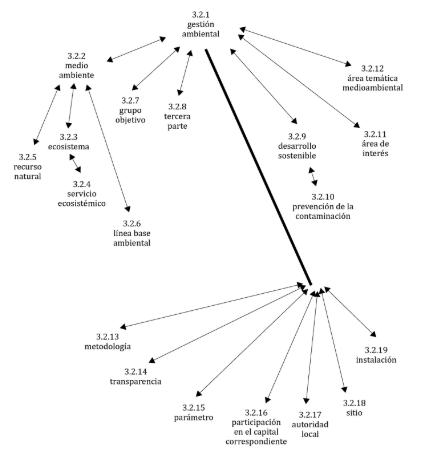 3.2.1
gestión
ambiental
3.2.2
medio
ambiente
3.2.12
área temática
medioambiental
3.2.7
grupo
objetivo
3.2.8
tercera
parte
3.2.3
ecosistema
3.2.9
desarrollo
sostenible
3.2.11
área de
interés
3.2.5
recurso
natural
3.2.4
servicio
ecosistémico
3.2.10
prevención de la
contaminación
3.2.6
línea base
ambiental
3.2.13
metodología
3.2.19
instalación
3.2.14
transparencia
3.2.15
parámetro
3.2.16
participación
en el capital
correspondiente
3.2.17
autoridad
local
3.2.18
sitio